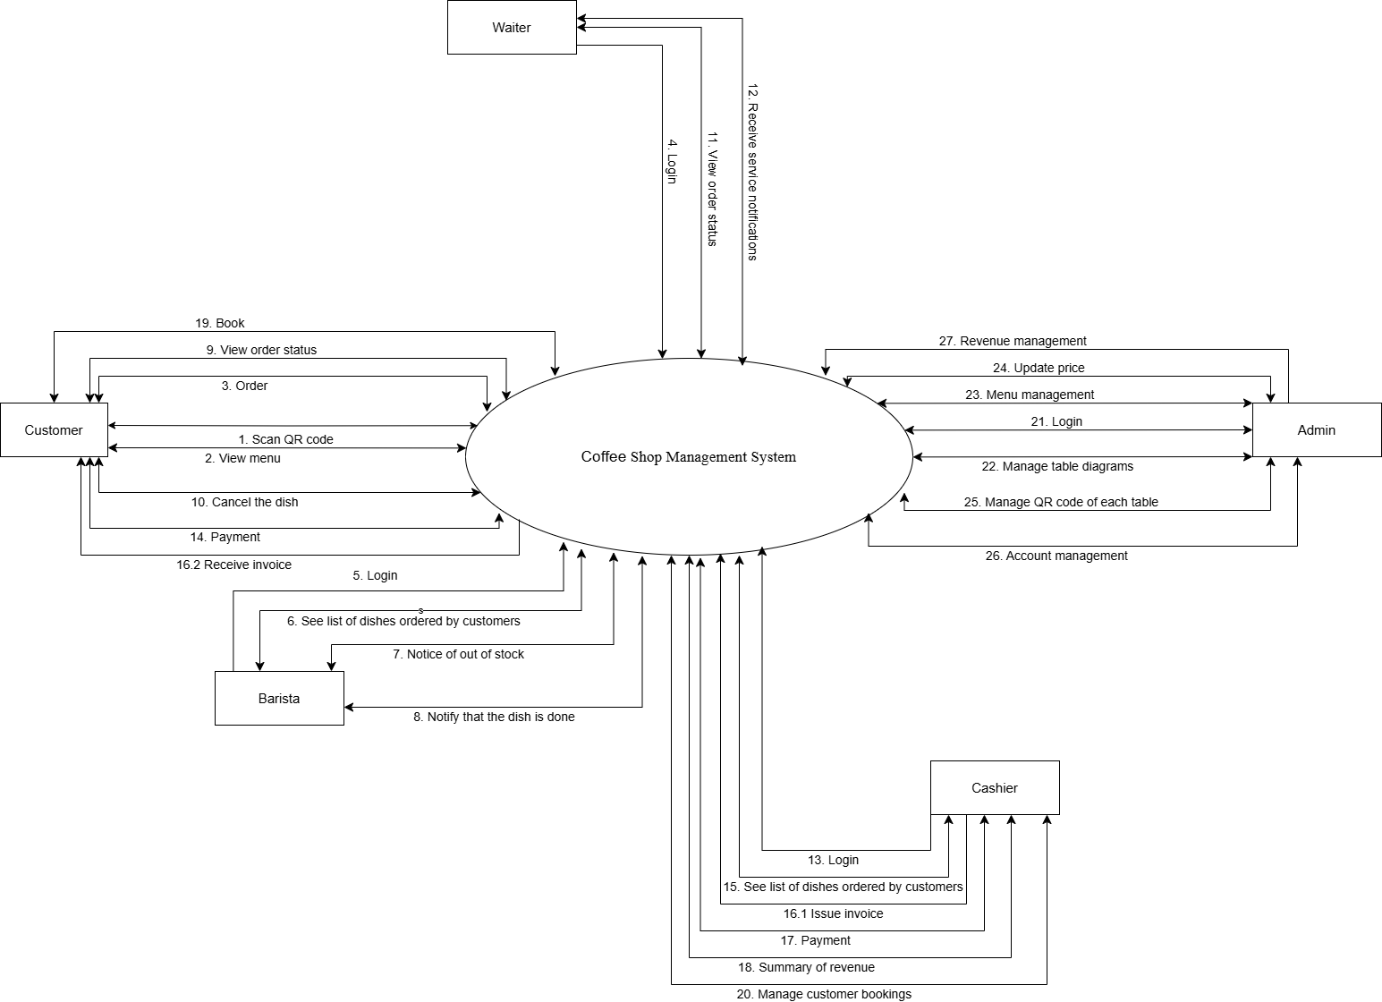 Waiter
12. Receive service notifications
11. View order status
4. Login
19. Book
9. View order status
3. Order
Customer
1. Scan QR code
2. View menu
10. Cancel the dish
14. Payment
16.2 Receive invoice
Coffee Shop Management System
27. Revenue management
24. Update price
23. Menu management
21. Login
Admin
22. Manage table diagrams
25. Manage QR code of each table
26. Account management
5. Login
s
6. See list of dishes ordered by customers
7. Notice of out of stock
Barista
8. Notify that the dish is done
Cashier
13. Login
15. See list of dishes ordered by customers
16.1 Issue invoice
17. Payment
18. Summary of revenue
20. Manage customer bookings